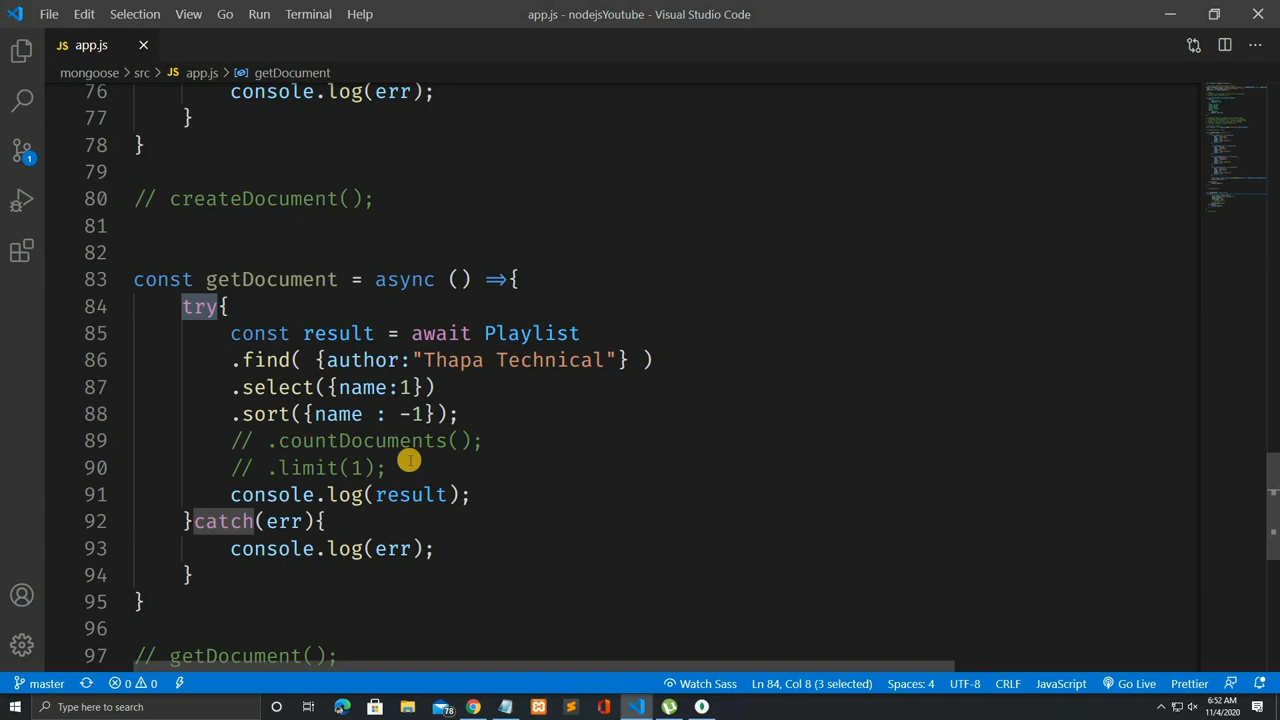 File Edit Selection View Go Run Terminal Help app.js - nodejsYoutube - Visual Studio Code
JS app.js
mongoose > src > JS app.js > getDocument
76 console.log(err);
77 }
78 }
79
80 // createDocument();
81
82
83 const getDocument = async () =>{
84 try{
85 const result = await Playlist
86 .find( {author:"Thapa Technical"} )
87 .select({name:1})
88 .sort({name : -1});
89 // .countDocuments();
90 // .limit(1);
91 console.log(result);
92 }catch(err){
93 console.log(err);
94 }
95 }
96
97 // getDocument();
1
master 0 0 Watch Sass Ln 84, Col 8 (3 selected) Spaces: 4 UTF-8 CRLF JavaScript Go Live Prettier
Type here to search 78 6:52 AM
11/4/2020